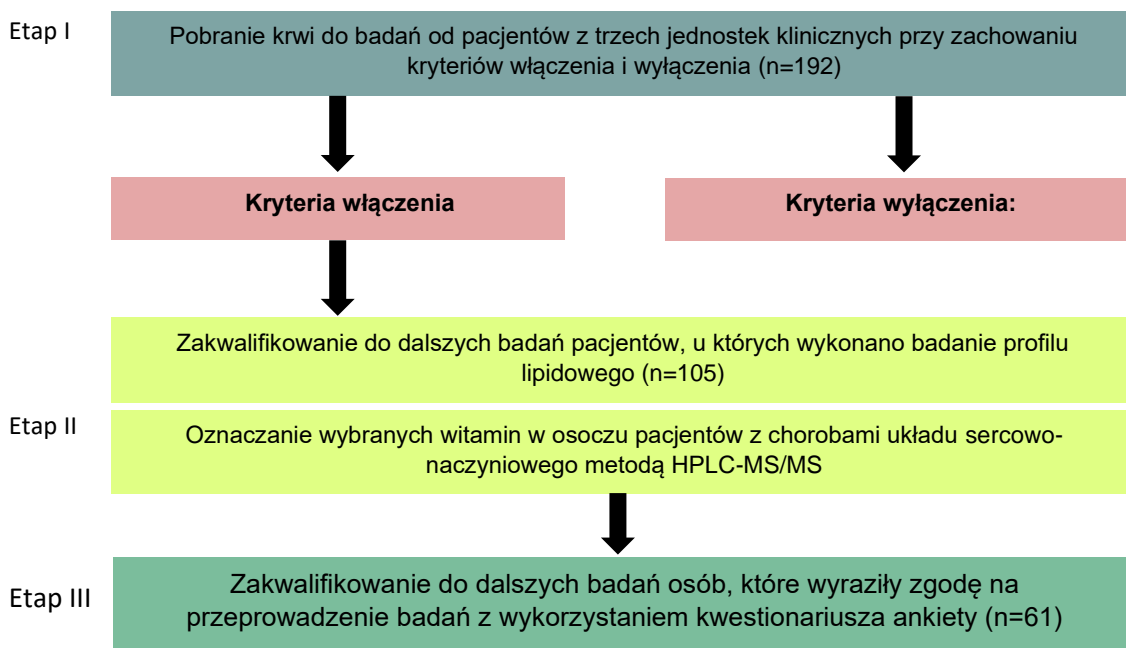 Etap I
Pobranie krwi do badań od pacjentów z trzech jednostek klinicznych przy zachowaniu
kryteriów włączenia i wyłączenia (n=192)
Kryteria włączenia
Kryteria wyłączenia:
Zakwalifikowanie do dalszych badań pacjentów, u których wykonano badanie profilu
lipidowego (n=105)
Etap II
Oznaczanie wybranych witamin w osoczu pacjentów z chorobami układu sercowo-
naczyniowego metodą HPLC-MS/MS
Etap III
Zakwalifikowanie do dalszych badań osób, które wyraziły zgodę na
przeprowadzenie badań z wykorzystaniem kwestionariusza ankiety (n=61)